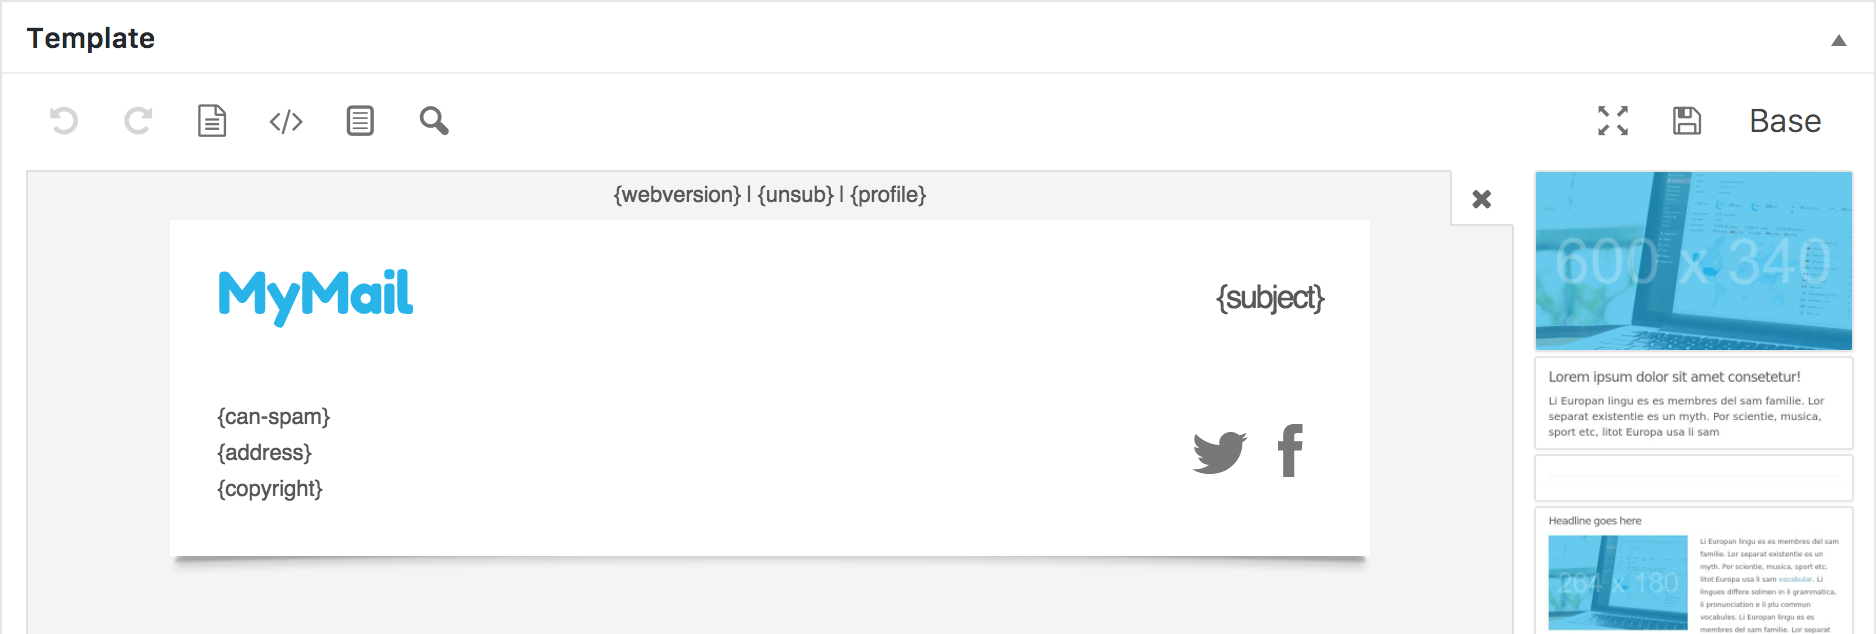 Template
Base
{webversion} | {unsub} | {profile}
MyMail
{subject}
{can-spam}
{address}
{copyright}
600 x 340
Lorem ipsum dolor sit amet consetetur!
Li Europan lingu es es membres del sam familie. Lor
separat existentie es un myth. Por scientie, musica,
sport etc, litot Europa usa li sam
Headline goes here
264 x 180
Li Europan lingu es es membres del sam
familie. Lor separat existentie es un
myth. Por scientie, musica, sport etc,
litot Europa usa li sam vocabular. Li
lingues differe solmen in li grammatica,
li pronunciation e li plu commun
vocabules. Li Europan lingu es es
membres del sam familie. Lor separat